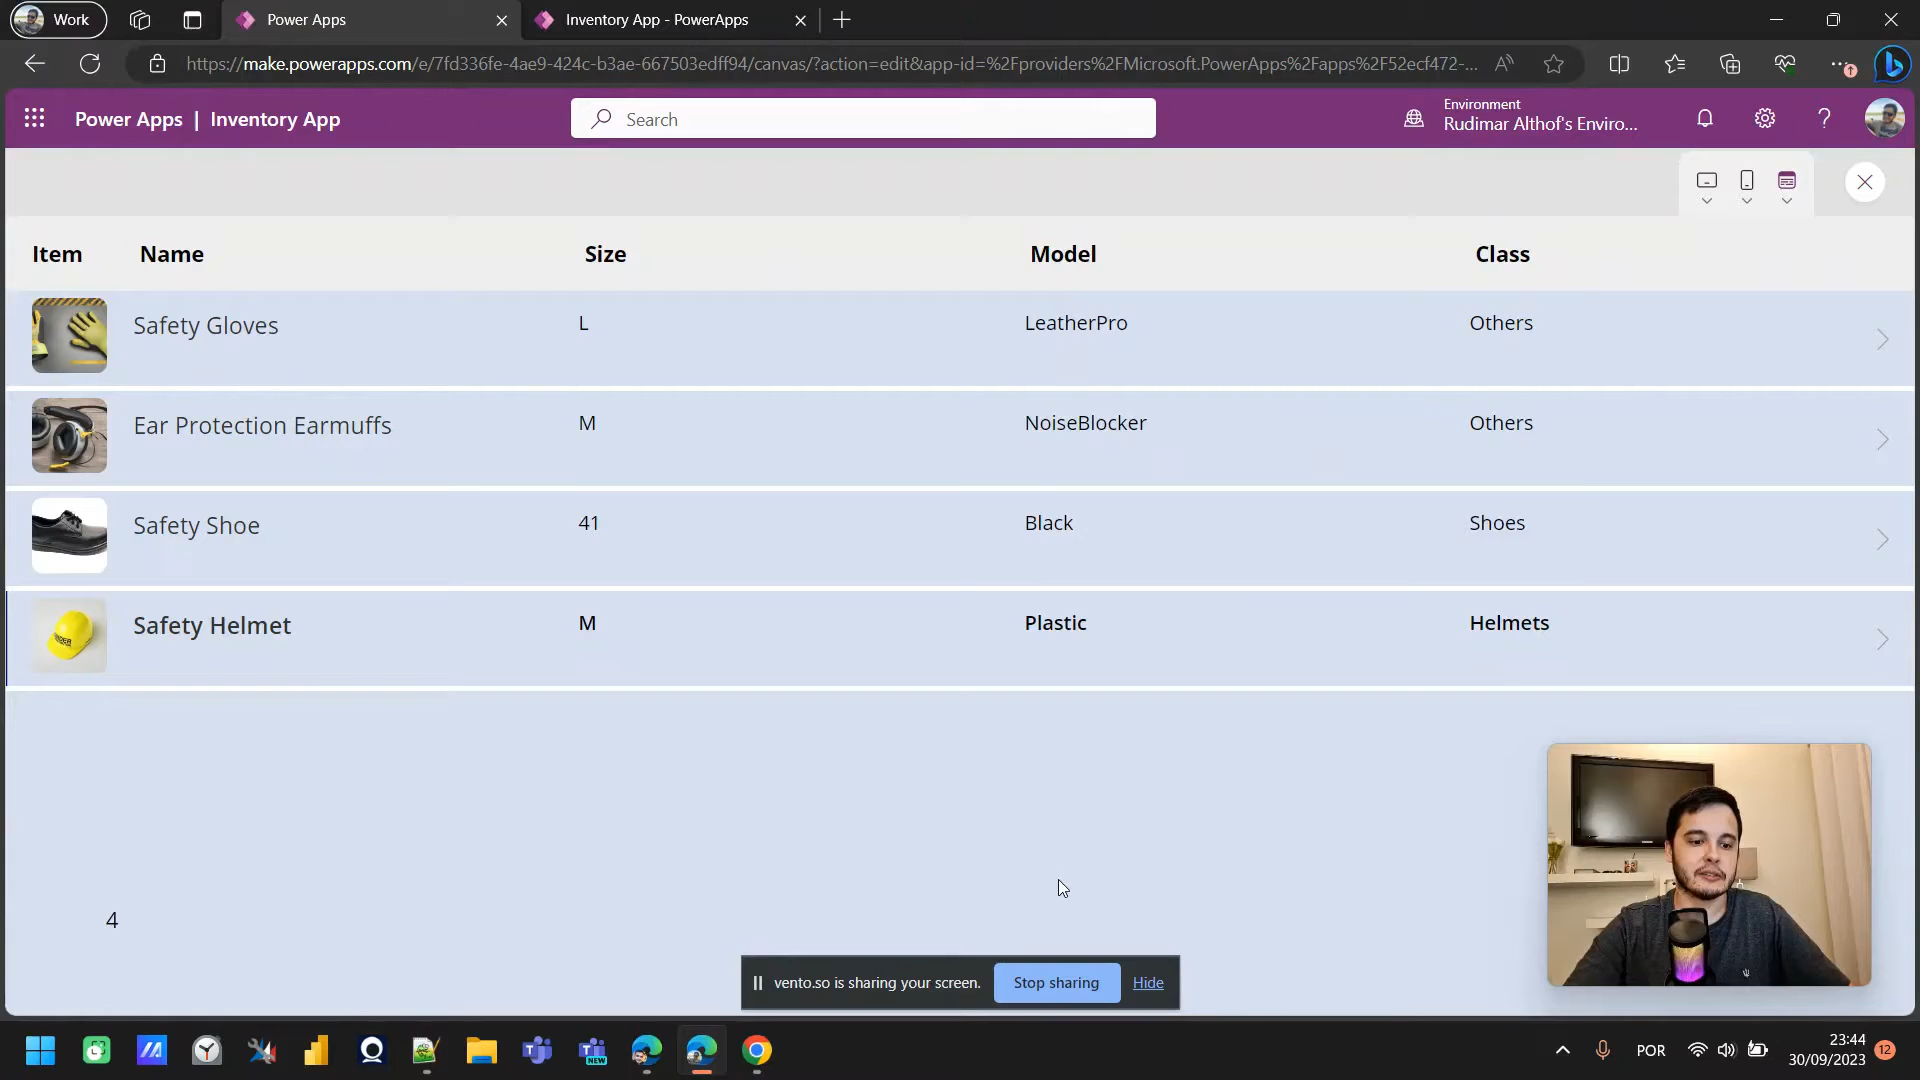 Work
Power Apps
Inventory App - PowerApps
https://make.powerapps.com/e/7fd336fe-4ae9-424c-b3ae-667503edff94/canvas/?action=edit&app-id=%2Fproviders%2FMicrosoft.PowerApps%2Fapps%2F52ecf472-...
Power Apps | Inventory App
Search
Environment
Rudimar Althof's Enviro...
Item Name Size Model Class
Safety Gloves L LeatherPro Others
Ear Protection Earmuffs M NoiseBlocker Others
Safety Shoe 41 Black Shoes
Safety Helmet M Plastic Helmets
4
vento.so is sharing your screen. Stop sharing Hide
NEW
POR
23:44
30/09/2023
12